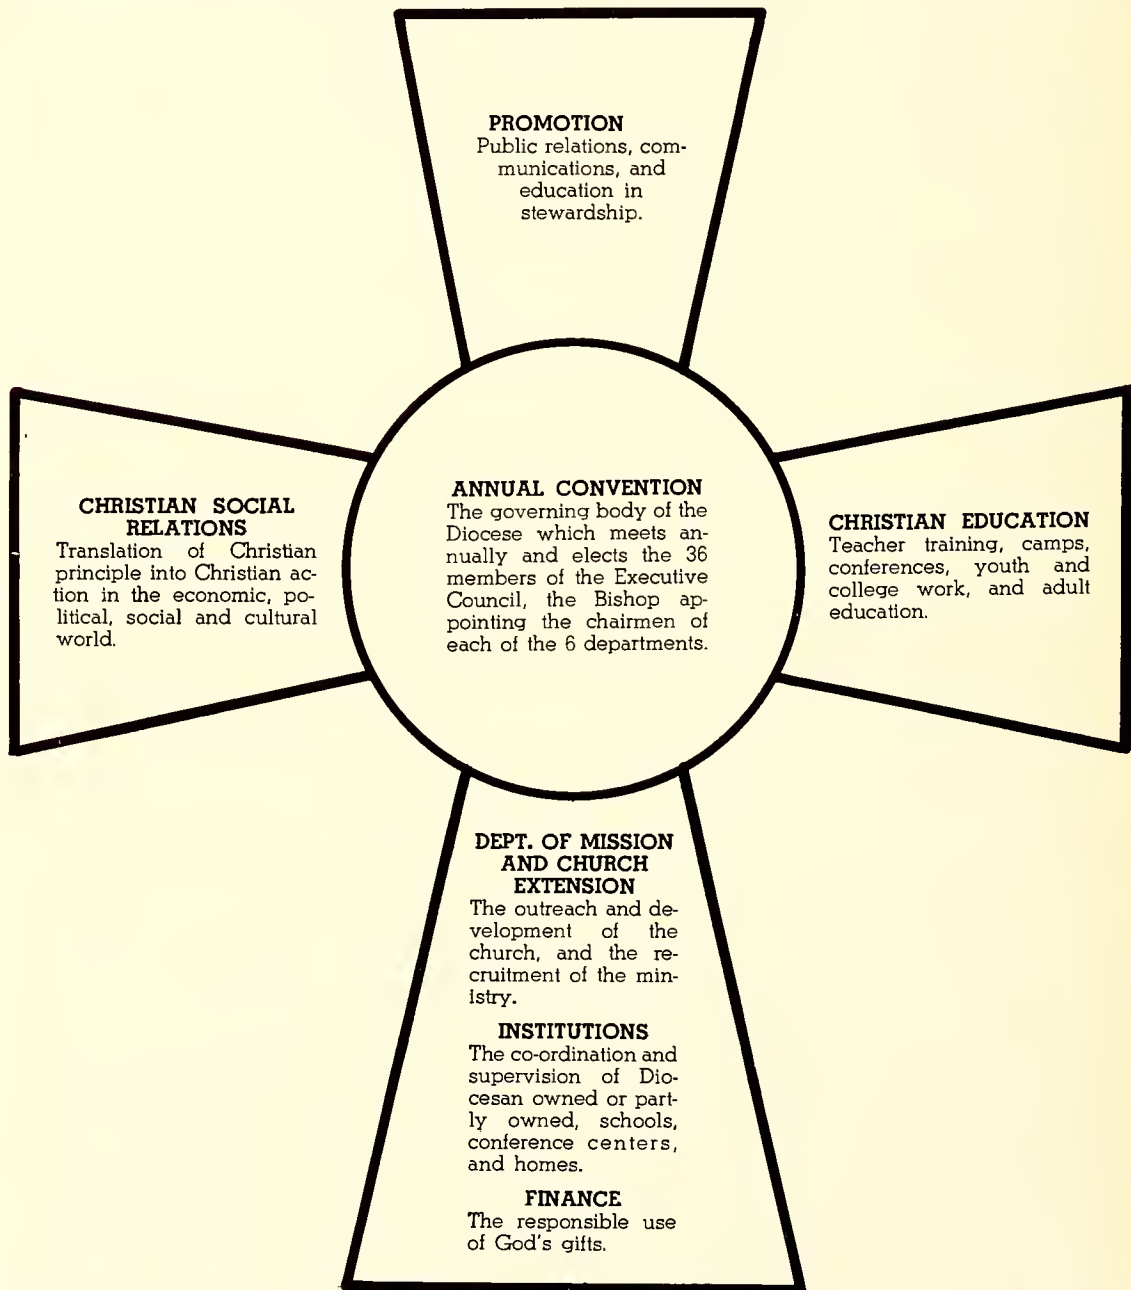 PROMOTION
Public relations, com-
munications, and
education in
stewardship.
CHRISTIAN SOCIAL
RELATIONS
Translation of Christian
principle into Christian ac-
tion in the economic, po-
litical, social and cultural
world.
ANNUAL CONVENTION
The governing body of the
Diocese which meets an-
nually and elects the 36
members of the Executive
Council, the Bishop ap-
pointing the chairmen of
each of the 6 departments.
CHRISTIAN EDUCATION
Teacher training, camps,
conferences, youth and
college work, and adult
education.
DEPT. OF MISSION
AND CHURCH
EXTENSION
The outreach and de-
velopment of the
church, and the re-
cruitment of the min-
istry.
INSTITUTIONS
The co-ordination and
supervision of Dio-
cesan owned or part-
ly owned, schools,
conference centers,
and homes.
FINANCE
The responsible use
of God's gifts.